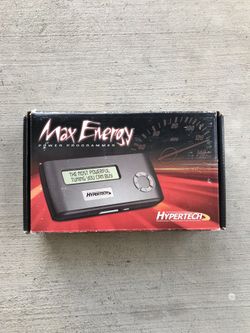 Max Energy
POWER PROGRAMMER
THE MOST POWERFUL
TUNING YOU CAN BUY
HYPERTECH
HYPERTECH